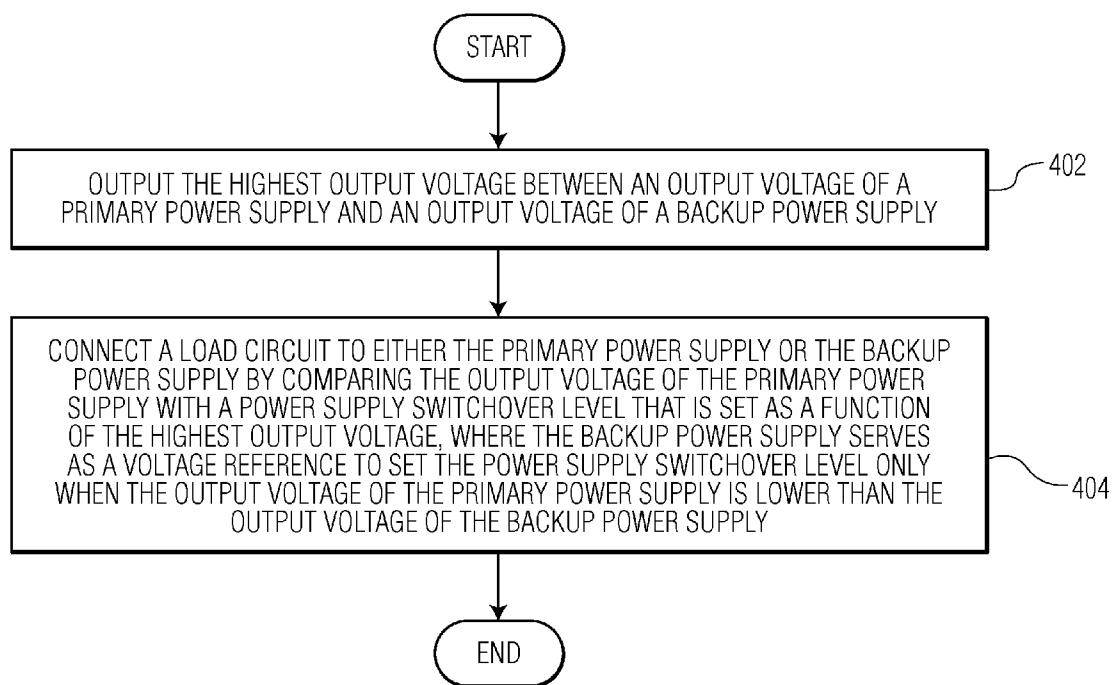 START
OUTPUT THE HIGHEST OUTPUT VOLTAGE BETWEEN AN OUTPUT VOLTAGE OF A
PRIMARY POWER SUPPLY AND AN OUTPUT VOLTAGE OF A BACKUP POWER SUPPLY
402
CONNECT A LOAD CIRCUIT TO EITHER THE PRIMARY POWER SUPPLY OR THE BACKUP
POWER SUPPLY BY COMPARING THE OUTPUT VOLTAGE OF THE PRIMARY POWER
SUPPLY WITH A POWER SUPPLY SWITCHOVER LEVEL THAT IS SET AS A FUNCTION
OF THE HIGHEST OUTPUT VOLTAGE, WHERE THE BACKUP POWER SUPPLY SERVES
AS A VOLTAGE REFERENCE TO SET THE POWER SUPPLY SWITCHOVER LEVEL ONLY
WHEN THE OUTPUT VOLTAGE OF THE PRIMARY POWER SUPPLY IS LOWER THAN THE
OUTPUT VOLTAGE OF THE BACKUP POWER SUPPLY
404
END